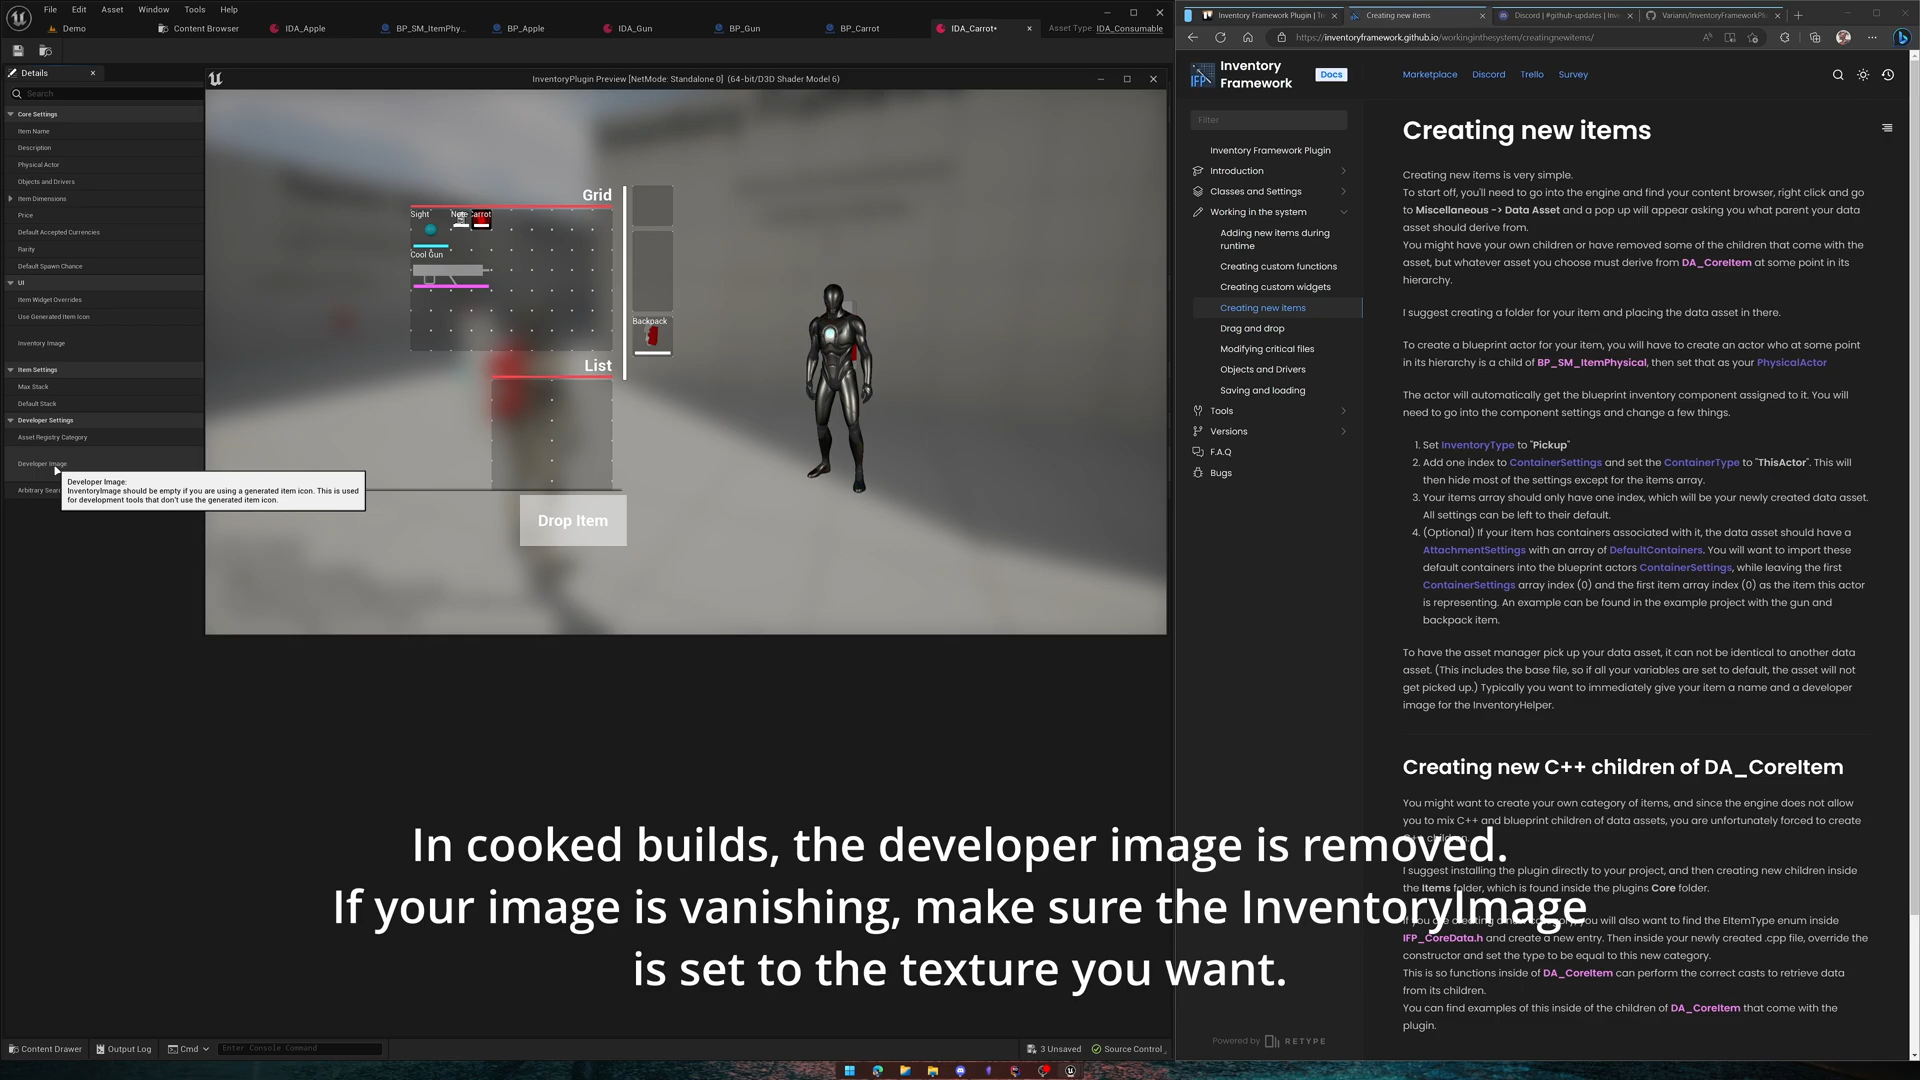 File Edit Asset Window Tools Help
Demo
Content Browser
IDA_Apple
BP_SM_ItemPhy...
BP_Apple
IDA_Gun
BP_Gun
BP_Carrot
IDA_Carrot*
Asset Type: IDA_Consumable
Details
Search
Core Settings
Item Name
Description
Physical Actor
Objects and Drivers
Item Dimensions
Price
Default Accepted Currencies
Rarity
Default Spawn Chance
UI
Item Widget Overrides
Use Generated Item Icon
Inventory Image
Item Settings
Max Stack
Default Stack
Developer Settings
Asset Registry Category
Developer Image
Developer Image:
InventoryImage should be empty if you are using a generated item icon. This is used
for development tools that don't use the generated item icon.
InventoryPlugin Preview [NetMode: Standalone 0] (64-bit/D3D Shader Model 6)
Grid
Sight
Cool Gun
Backpack
List
Drop Item
Inventory Framework Plugin | Tr
Creating new items
Discord | #github-updates | Inv
Variann/InventoryFrameworkPlu
https://inventoryframework.github.io/workinginthesystem/creatingnewitems/
Inventory
Framework
Docs
Marketplace Discord Trello Survey
Filter
Inventory Framework Plugin
Introduction
Classes and Settings
Working in the system
Adding new items during
runtime
Creating custom functions
Creating custom widgets
Creating new items
Drag and drop
Modifying critical files
Objects and Drivers
Saving and loading
Tools
Versions
F.A.Q
Bugs
Powered by RETYPE
Creating new items
Creating new items is very simple.
To start off, you'll need to go into the engine and find your content browser, right click and go
to Miscellaneous -> Data Asset and a pop up will appear asking you what parent your data
asset should derive from.
You might have your own children or have removed some of the children that come with the
asset, but whatever asset you choose must derive from DA_CoreItem at some point in its
hierarchy.
I suggest creating a folder for your item and placing the data asset in there.
To create a blueprint actor for your item, you will have to create an actor who at some point
in its hierarchy is a child of BP_SM_ItemPhysical, then set that as your PhysicalActor
The actor will automatically get the blueprint inventory component assigned to it. You will
need to go into the component settings and change a few things.
1. Set InventoryType to "Pickup"
2. Add one index to ContainerSettings and set the ContainerType to "ThisActor". This will
then hide most of the settings except for the items array.
3. Your items array should only have one index, which will be your newly created data asset.
All settings can be left to their default.
4. (Optional) If your item has containers associated with it, the data asset should have a
AttachmentSettings with an array of DefaultContainers. You will want to import these
default containers into the blueprint actors ContainerSettings, while leaving the first
ContainerSettings array index (0) and the first item array index (0) as the item this actor
is representing. An example can be found in the example project with the gun and
backpack item.
To have the asset manager pick up your data asset, it can not be identical to another data
asset. (This includes the base file, so if all your variables are set to default, the asset will not
get picked up.) Typically you want to immediately give your item a name and a developer
image for the InventoryHelper.
Creating new C++ children of DA_CoreItem
You might want to create your own category of items, and since the engine does not allow
you to mix C++ and blueprint children of data assets, you are unfortunately forced to create
I suggest installing the plugin directly to your project, and then creating new children inside
the Items folder, which is found inside the plugins Core folder.
you will also want to find the EItemType enum inside
IFP_CoreData.h and create a new entry. Then inside your newly created .cpp file, override the
constructor and set the type to be equal to this new category.
This is so functions inside of DA_CoreItem can perform the correct casts to retrieve data
from its children.
You can find examples of this inside of the children of DA_CoreItem that come with the
plugin.
In cooked builds, the developer image is removed.
If your image is vanishing, make sure the InventoryImage
is set to the texture you want.
Content Drawer
Output Log
Cmd
Enter Console Command
3 Unsaved
Source Control